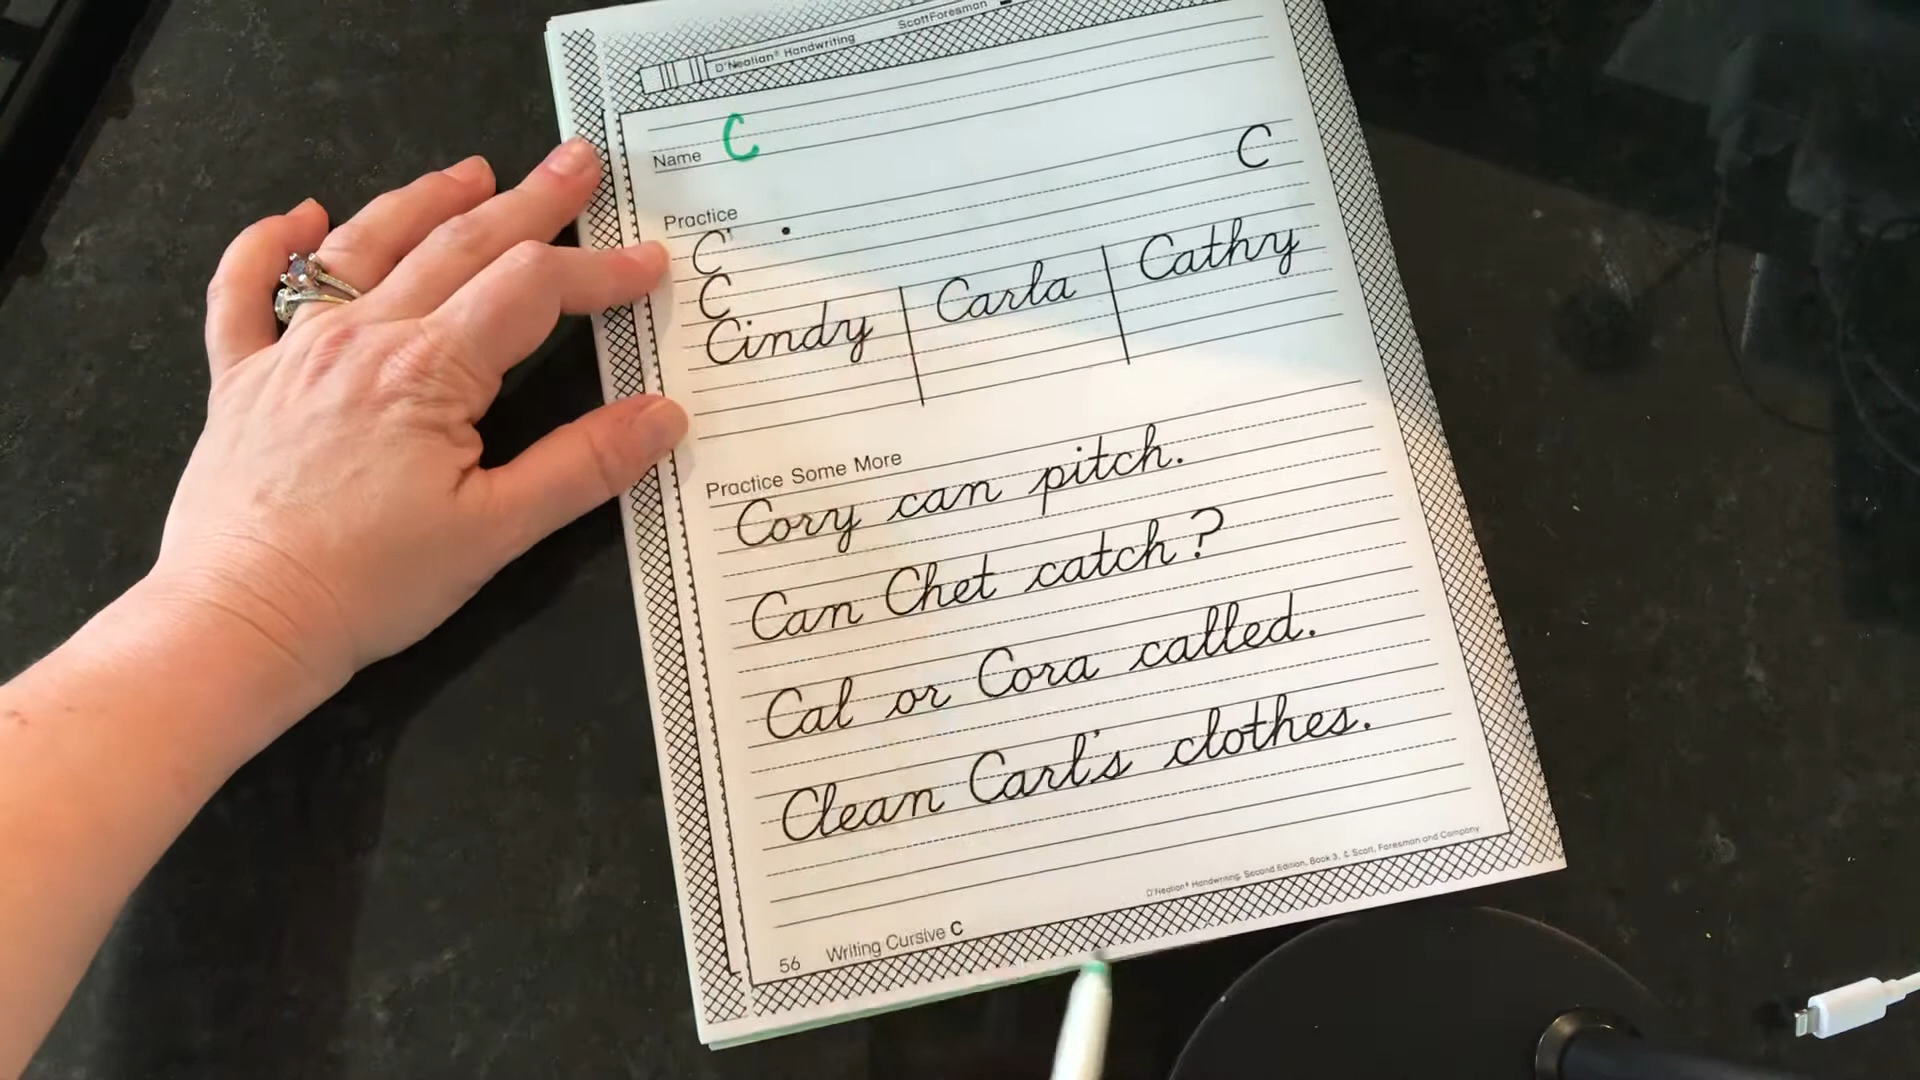 D'Nealian® Handwriting ScottForesman
Name C
Practice
C
C
C
Cindy Carla Cathy
Practice Some More
Cory can pitch.
Can Chet catch?
Cal or Cora called.
Clean Carl's clothes.
D'Nealian® Handwriting, Second Edition, Book 3, © Scott, Foresman and Company
56 Writing Cursive C